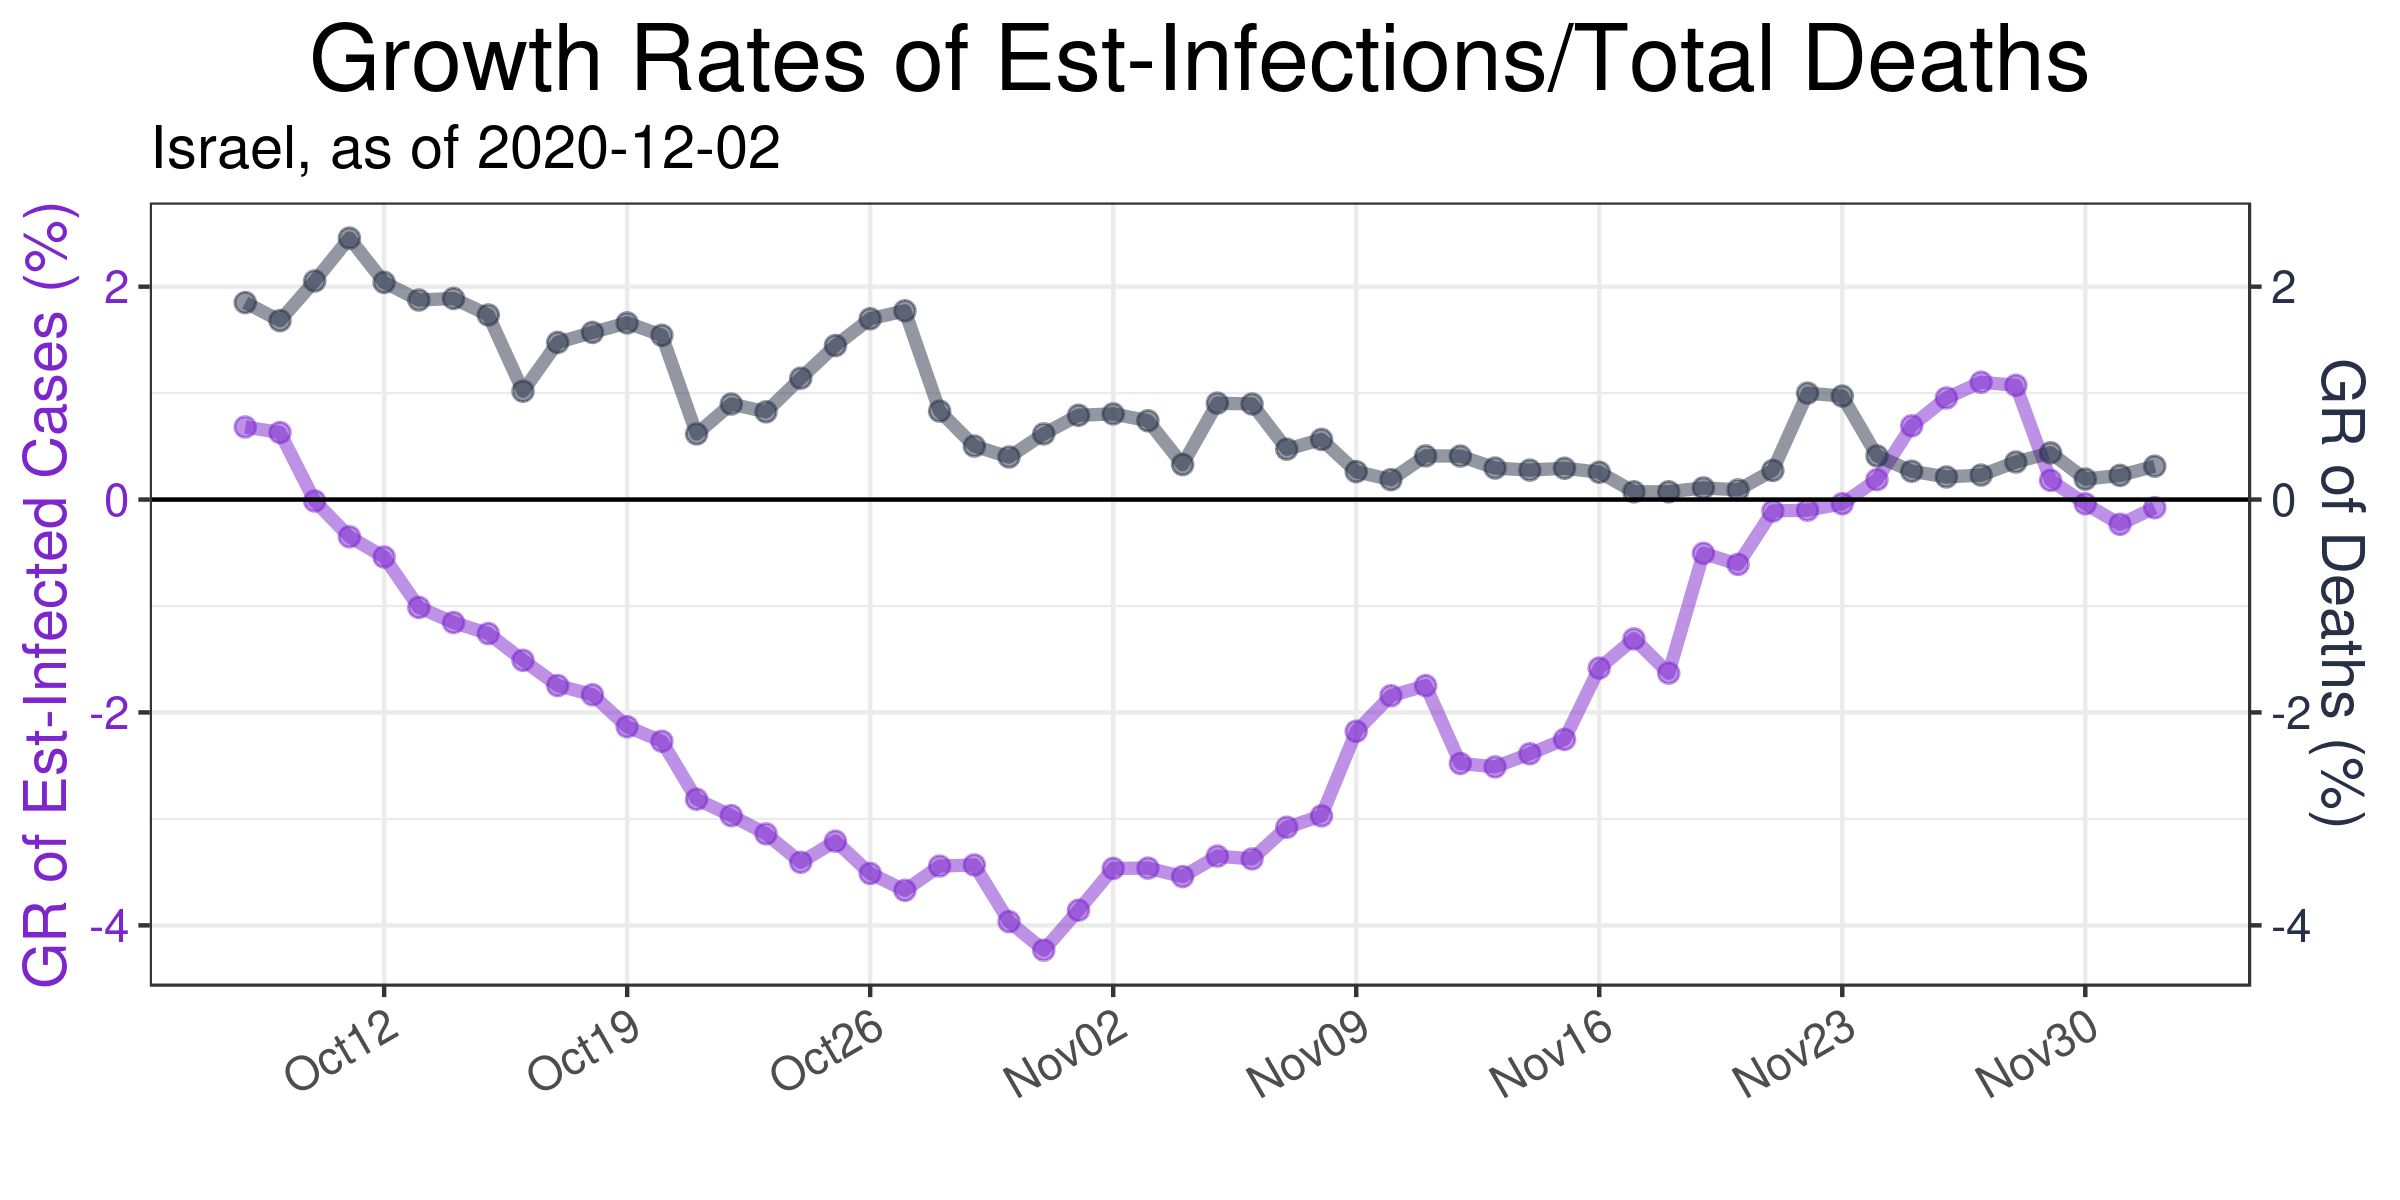 Growth Rates of Est-Infections/Total Deaths
Israel, as of 2020-12-02
GR of Est-Infected Cases (%)
2
0
-2
-4
2
0
-2
-4
GR of Deaths (%)
Oct12
Oct19
Oct26
Nov02
Nov09
Nov16
Nov23
Nov30